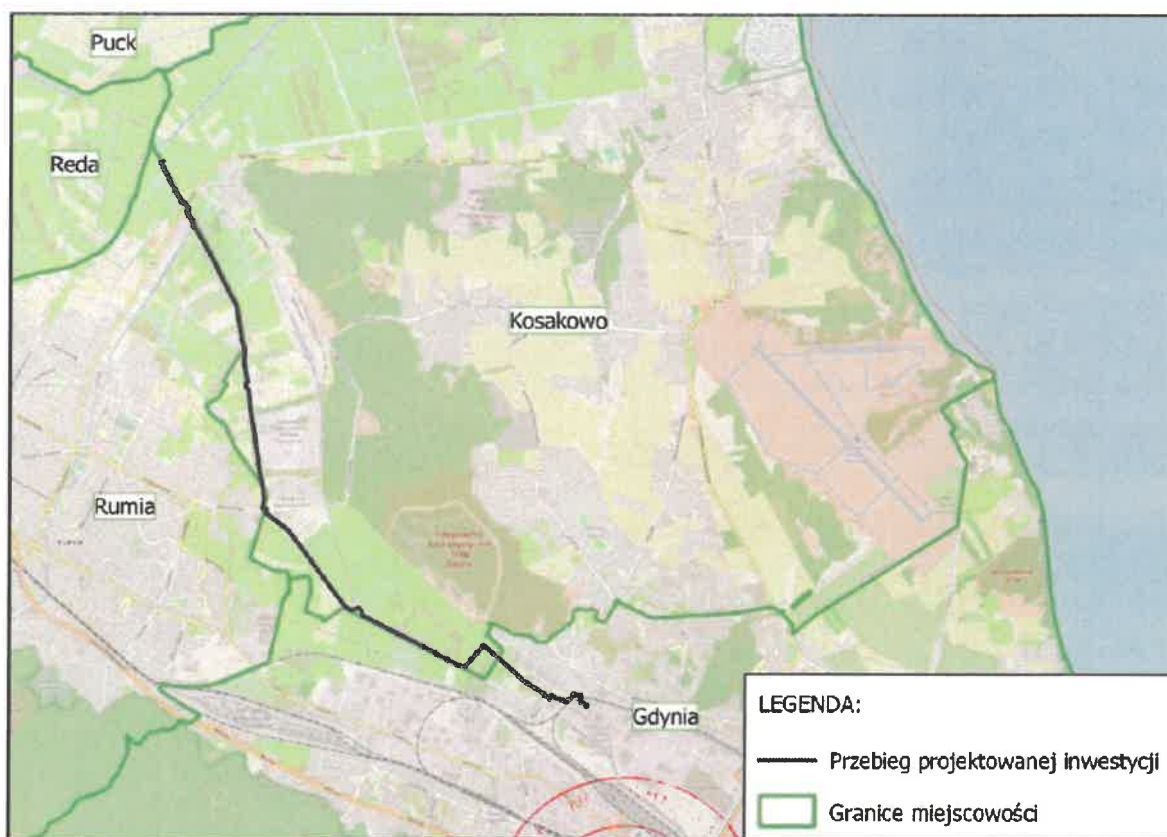 Puck
Reda
Kosakowo
Rumia
Gdynia
LEGENDA:
Przebieg projektowanej inwestycji
Granice miejscowości